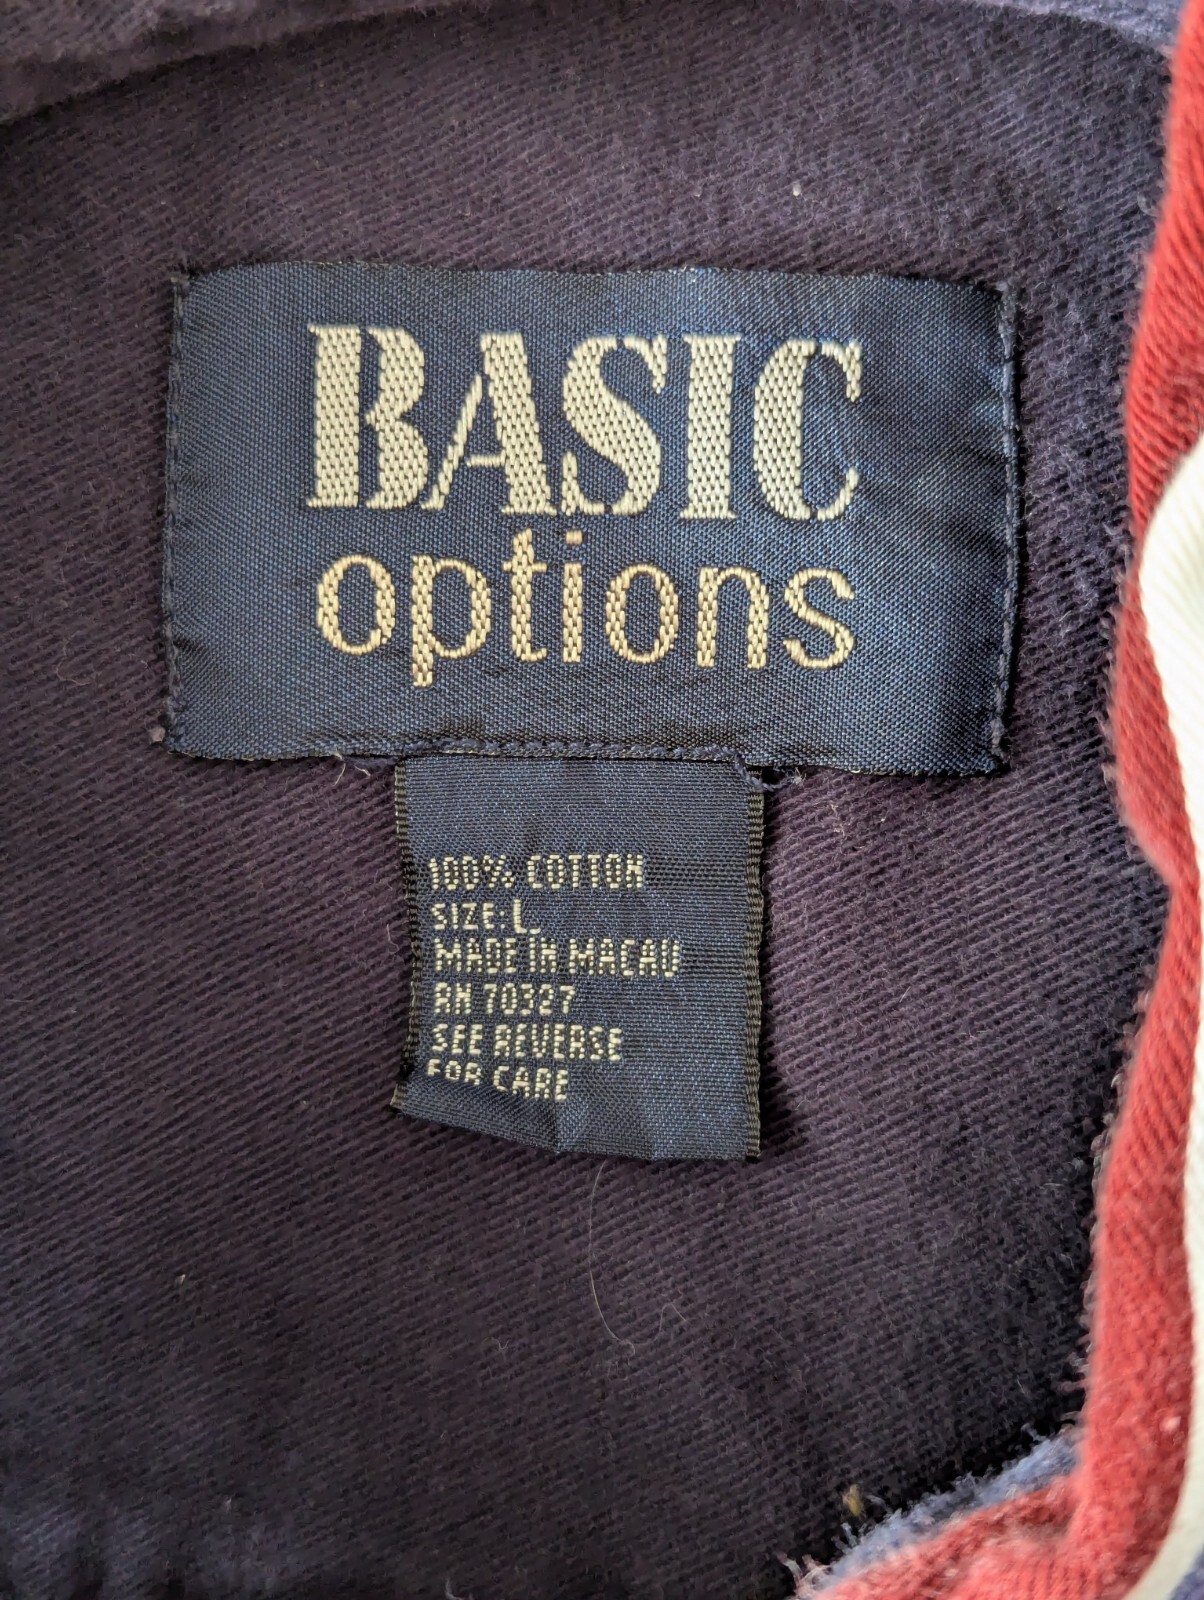 BASIC
options
100% COTTON
SIZE: L
MADE IN MACAU
RN 70327
SEE REVERSE
FOR CARE